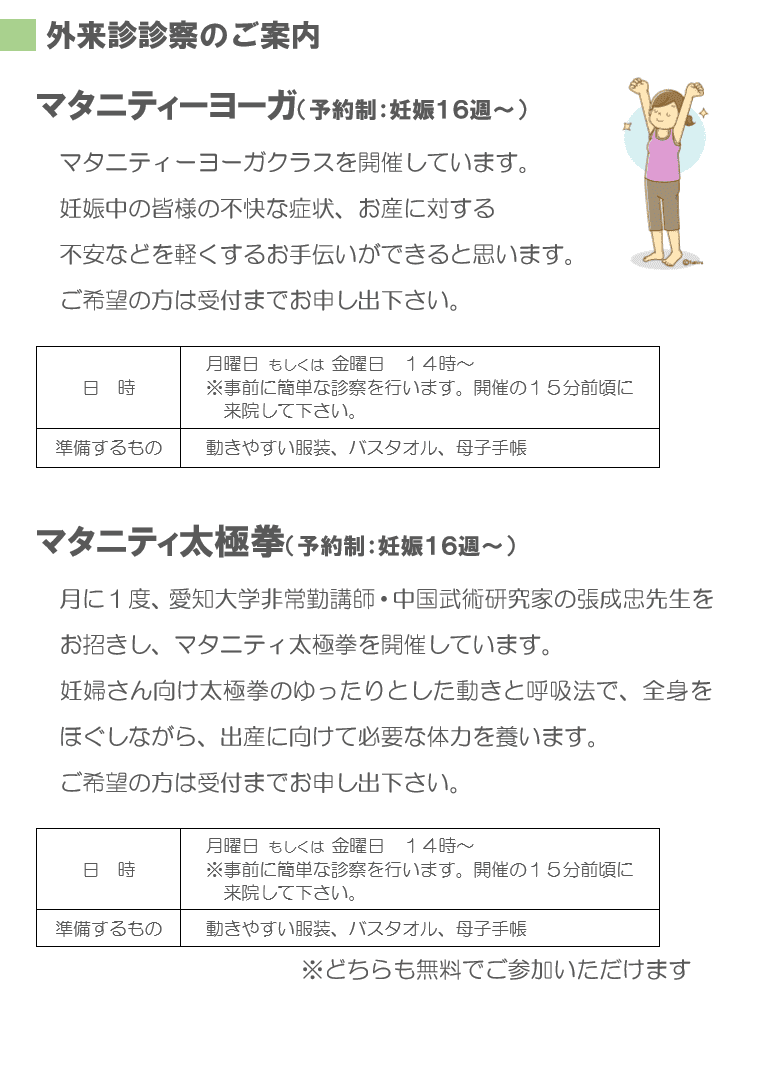 外来診診察のご案内
マタニティーヨーガ(予約制:妊娠16週～)
マタニティーヨーガクラスを開催しています。
妊娠中の皆様の不快な症状、お産に対する
不安などを軽くするお手伝いができると思います。
ご希望の方は受付までお申し出下さい。
月曜日 もしくは 金曜日　１４時～
日　時
※事前に簡単な診察を行います。開催の１５分前頃に
来院して下さい。
準備するもの　動きやすい服装、バスタオル、母子手帳
マタニティ太極拳(予約制:妊娠16週～)
月に１度、愛知大学非常勤講師・中国武術研究家の張成忠先生を
お招きし、マタニティ太極拳を開催しています。
妊婦さん向け太極拳のゆったりとした動きと呼吸法で、全身を
ほぐしながら、出産に向けて必要な体力を養います。
ご希望の方は受付までお申し出下さい。
月曜日 もしくは 金曜日　１４時～
日　時
※事前に簡単な診察を行います。開催の１５分前頃に
来院して下さい。
準備するもの　動きやすい服装、バスタオル、母子手帳
※どちらも無料でご参加いただけます